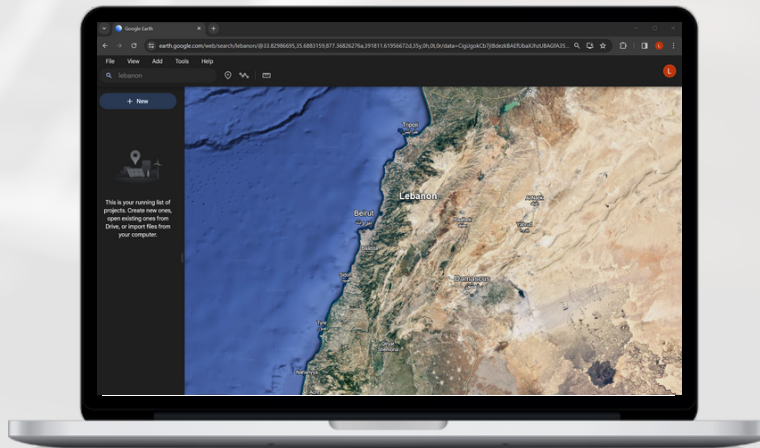 Google Earth
earth.google.com/web/search/lebanon/@33.82986695,35.6883159,877.36826276a,391811.61956672d,35y,0h,0t,0r/data=
File View Add Tools Help
lebanon
L
L
+ New
This is your running list of
projects. Create new ones,
open existing ones from
Drive, or import files from
your computer.
Tripoli
Lebanon
Beirut
Damascus
Nahariyya